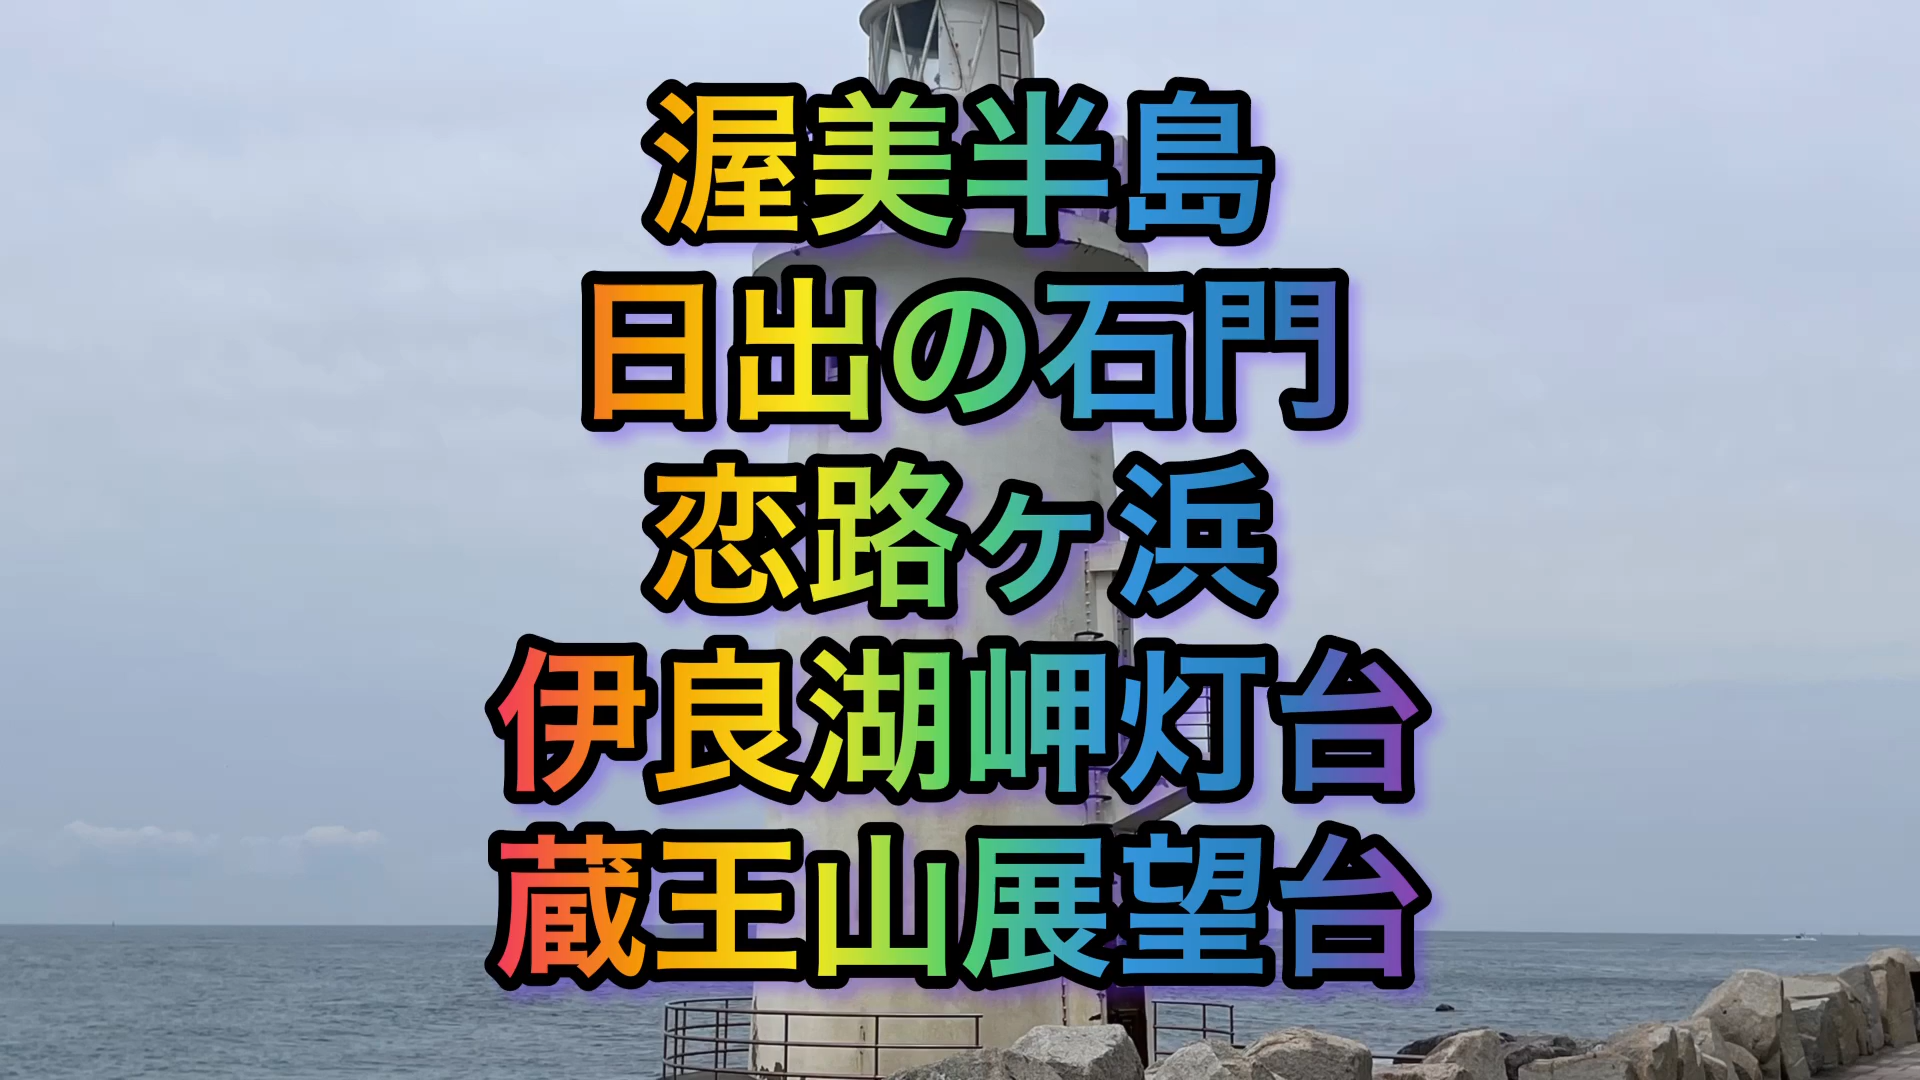 渥美半島
日出の石門
恋路ヶ浜
伊良湖岬灯台
蔵王山展望台